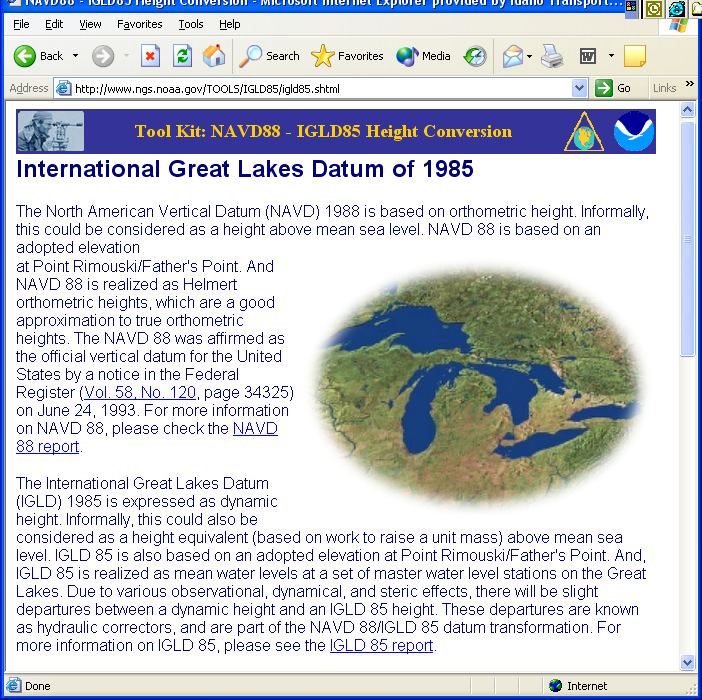 NAVD88 - IGLD85 Height Conversion - Microsoft Internet Explorer provided by Idaho Transport...
File Edit View Favorites Tools Help
Back Search Favorites Media
Address http://www.ngs.noaa.gov/TOOLS/IGLD85/igld85.shtml Go Links »
Tool Kit: NAVD88 - IGLD85 Height Conversion
International Great Lakes Datum of 1985
The North American Vertical Datum (NAVD) 1988 is based on orthometric height. Informally,
this could be considered as a height above mean sea level. NAVD 88 is based on an
adopted elevation
at Point Rimouski/Father's Point. And
NAVD 88 is realized as Helmert
orthometric heights, which are a good
approximation to true orthometric
heights. The NAVD 88 was affirmed as
the official vertical datum for the United
States by a notice in the Federal
Register (Vol. 58, No. 120, page 34325)
on June 24, 1993. For more information
on NAVD 88, please check the NAVD
88 report.
The International Great Lakes Datum
(IGLD) 1985 is expressed as dynamic
height. Informally, this could also be
considered as a height equivalent (based on work to raise a unit mass) above mean sea
level. IGLD 85 is also based on an adopted elevation at Point Rimouski/Father's Point. And,
IGLD 85 is realized as mean water levels at a set of master water level stations on the Great
Lakes. Due to various observational, dynamical, and steric effects, there will be slight
departures between a dynamic height and an IGLD 85 height. These departures are known
as hydraulic correctors, and are part of the NAVD 88/IGLD 85 datum transformation. For
more information on IGLD 85, please see the IGLD 85 report.
Done Internet